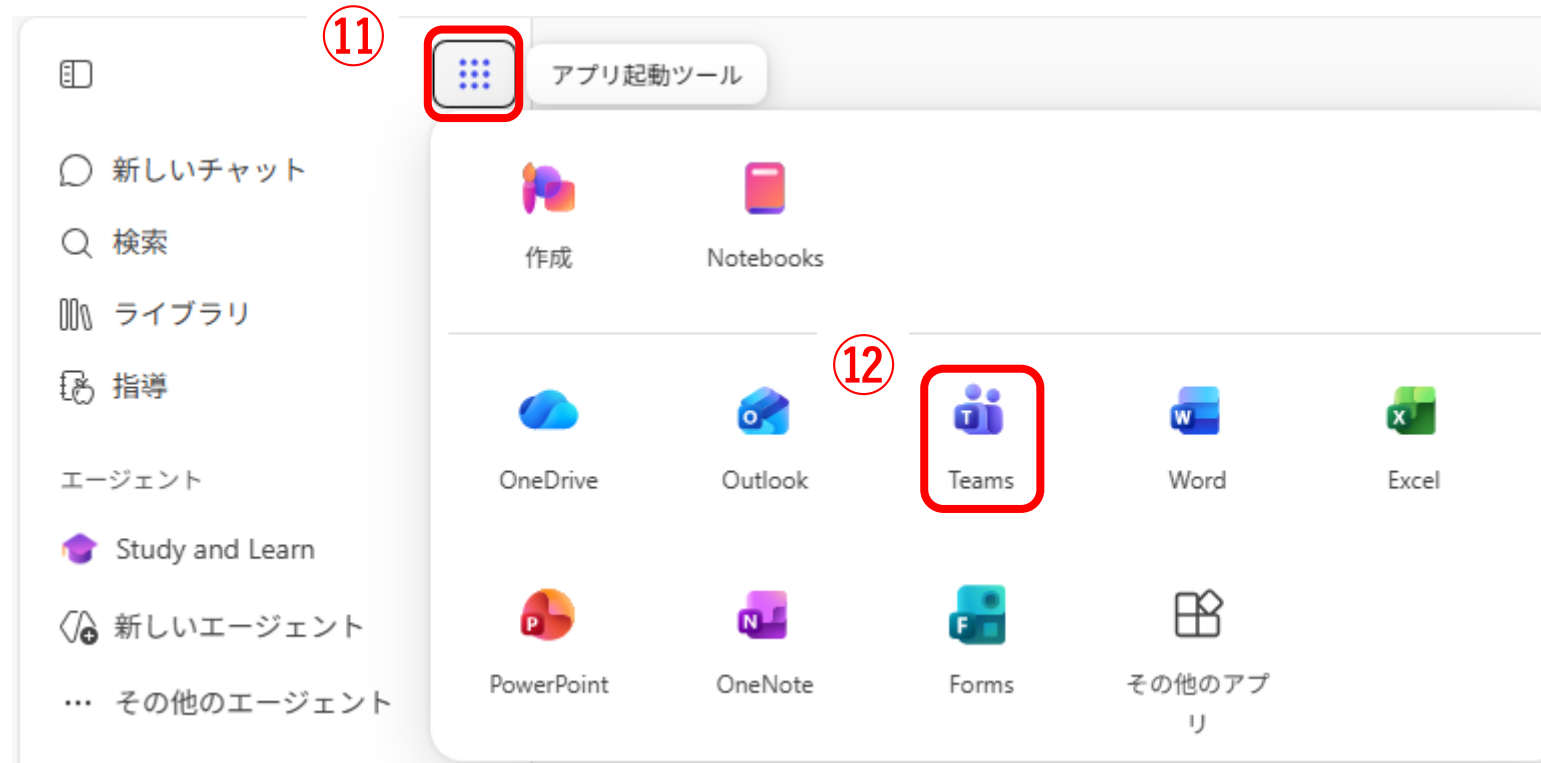 ⑪
アプリ起動ツール
新しいチャット
検索
ライブラリ
指導
エージェント
Study and Learn
新しいエージェント
… その他のエージェント
作成
Notebooks
⑫
OneDrive
Outlook
Teams
Word
Excel
PowerPoint
OneNote
Forms
その他のアプ
リ